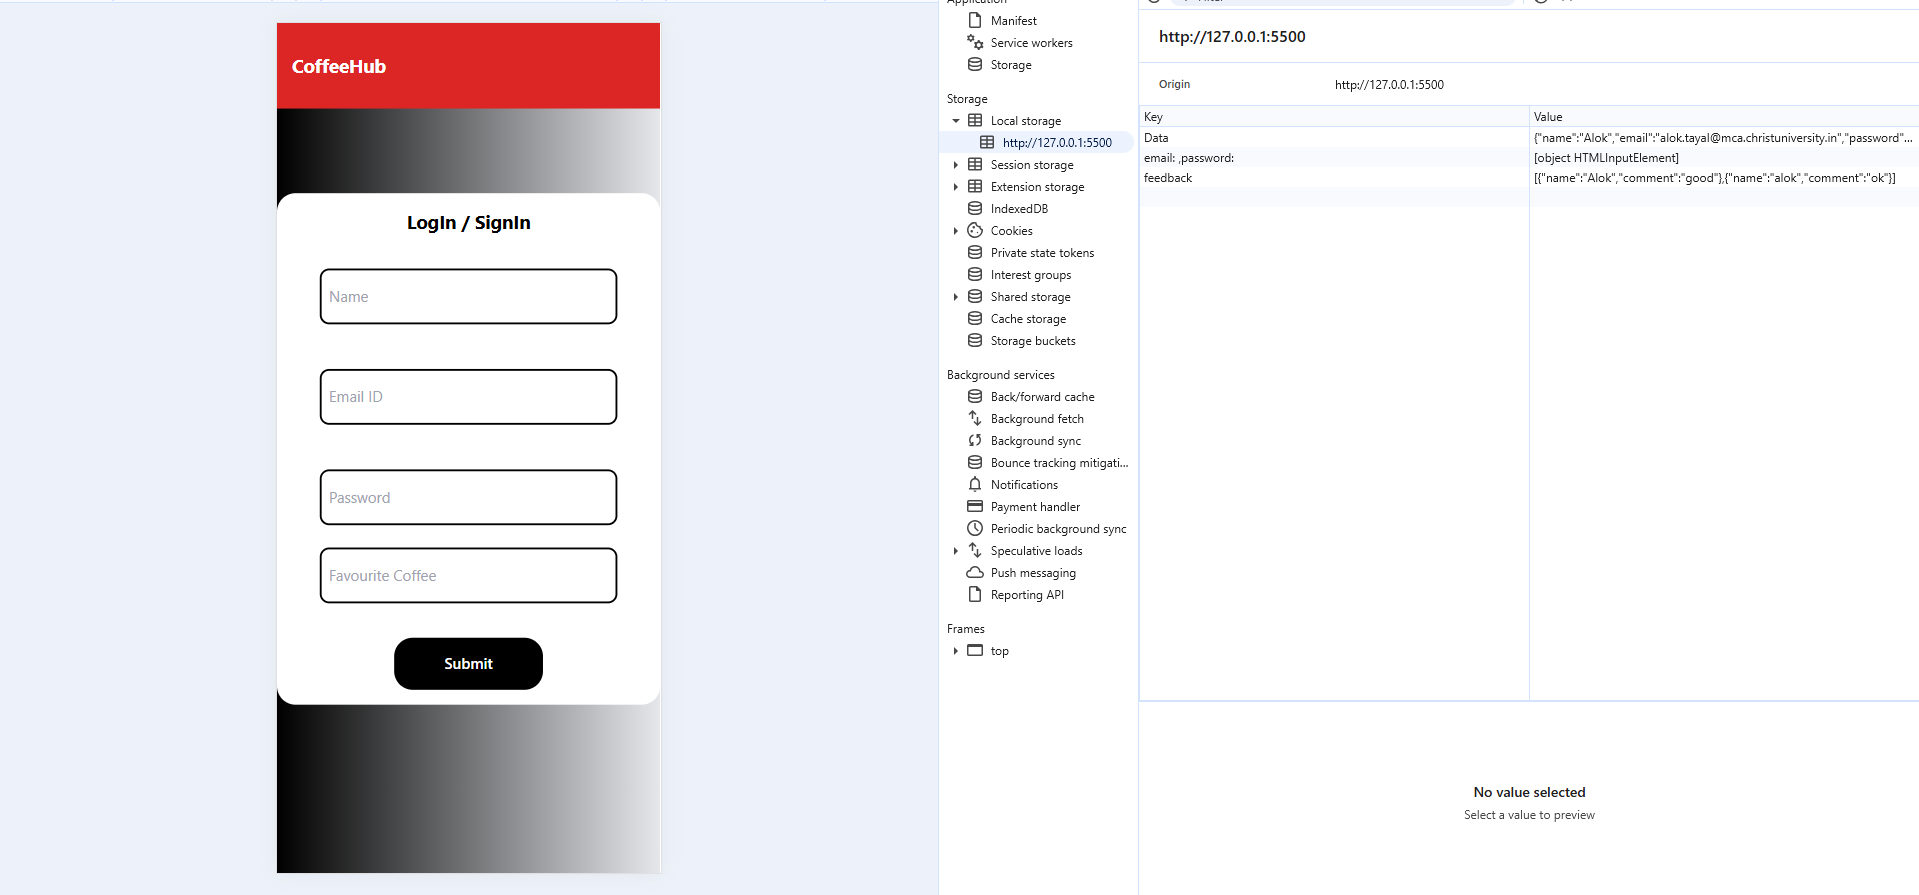 CoffeeHub
LogIn / SignIn
Name
Email ID
Password
Favourite Coffee
Submit
Application
Manifest
Service workers
Storage
Storage
Local storage
http://127.0.0.1:5500
Session storage
Extension storage
IndexedDB
Cookies
Private state tokens
Interest groups
Shared storage
Cache storage
Storage buckets
Background services
Back/forward cache
Background fetch
Background sync
Bounce tracking mitigati...
Notifications
Payment handler
Periodic background sync
Speculative loads
Push messaging
Reporting API
Frames
top
http://127.0.0.1:5500
Origin http://127.0.0.1:5500
Key Value
Data {"name":"Alok","email":"alok.tayal@mca.christuniversity.in","password"...
email: ,password: [object HTMLInputElement]
feedback [{"name":"Alok","comment":"good"},{"name":"alok","comment":"ok"}]
No value selected
Select a value to preview